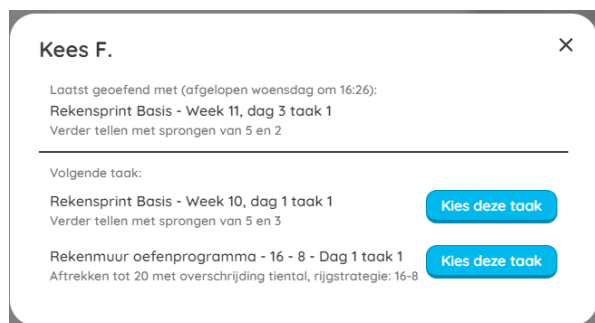 Kees F.
Laatst geoefend met (afgelopen woensdag om 16:26):
Rekensprint Basis - Week 11, dag 3 taak 1
Verder tellen met sprongen van 5 en 2
Volgende taak:
Rekensprint Basis - Week 10, dag 1 taak 1
Verder tellen met sprongen van 5 en 3
Kies deze taak
Rekenmuur oefenprogramma - 16 - 8 - Dag 1 taak 1
Aftrekken tot 20 met overschrijding tiental, rijgstrategie: 16-8
Kies deze taak